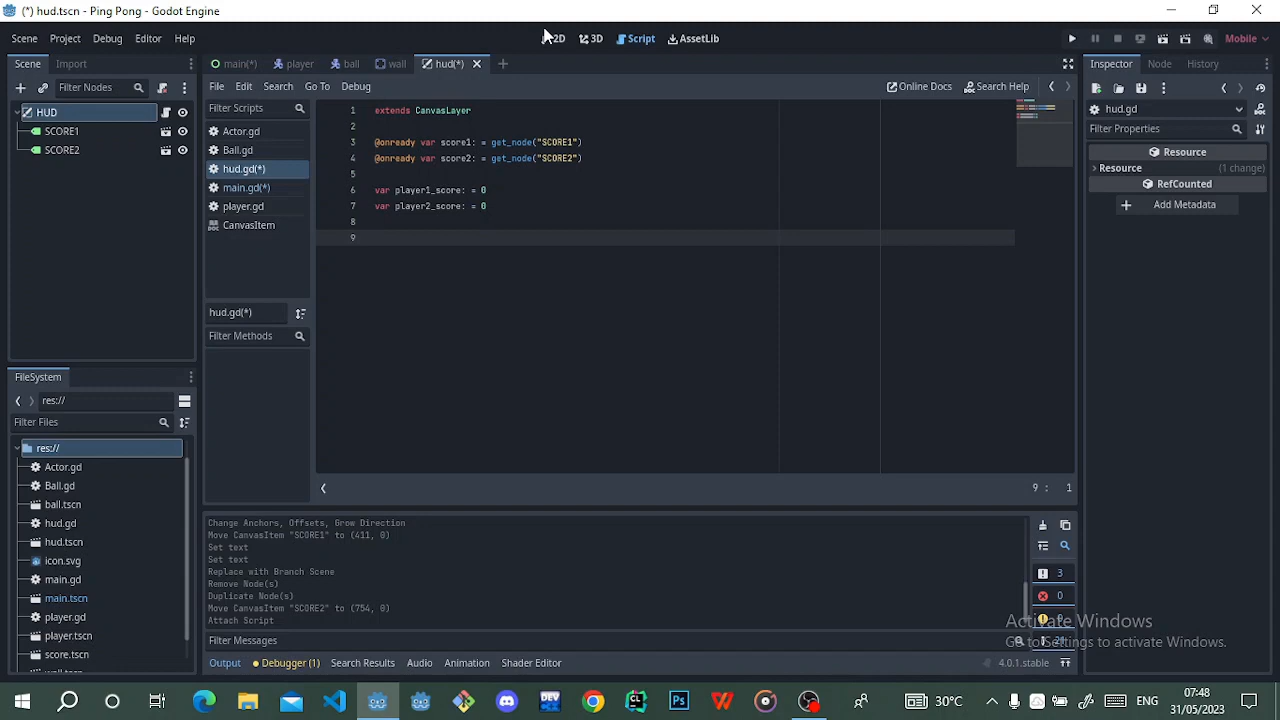 (*) hud.tscn - Ping Pong - Godot Engine
Scene Project Debug Editor Help
2D 3D Script AssetLib
Mobile
Scene Import
main(*) player ball wall hud(*)
Inspector Node History
Filter Nodes
File Edit Search Go To Debug
Online Docs Search Help
HUD
SCORE1
SCORE2
Filter Scripts
Actor.gd
Ball.gd
hud.gd(*)
main.gd(*)
player.gd
CanvasItem
hud.gd(*)
Filter Methods
1 extends CanvasLayer
2
3 @onready var score1: = get_node("SCORE1")
4 @onready var score2: = get_node("SCORE2")
5
6 var player1_score: = 0
7 var player2_score: = 0
8
9
9 : 1
hud.gd
Filter Properties
Resource
Resource (1 change)
RefCounted
Add Metadata
FileSystem
res://
Filter Files
res://
Actor.gd
Ball.gd
ball.tscn
hud.gd
hud.tscn
icon.svg
main.gd
main.tscn
player.gd
player.tscn
score.tscn
Change Anchors, Offsets, Grow Direction
Move CanvasItem "SCORE1" to (411, 0)
Set text
Set text
Replace with Branch Scene
Remove Node(s)
Duplicate Node(s)
Move CanvasItem "SCORE2" to (754, 0)
Attach Script
3
0
Filter Messages
Output Debugger (1) Search Results Audio Animation Shader Editor
4.0.1.stable
Activate Windows
Go to Settings to activate Windows.
30°C
ENG
07:48
31/05/2023